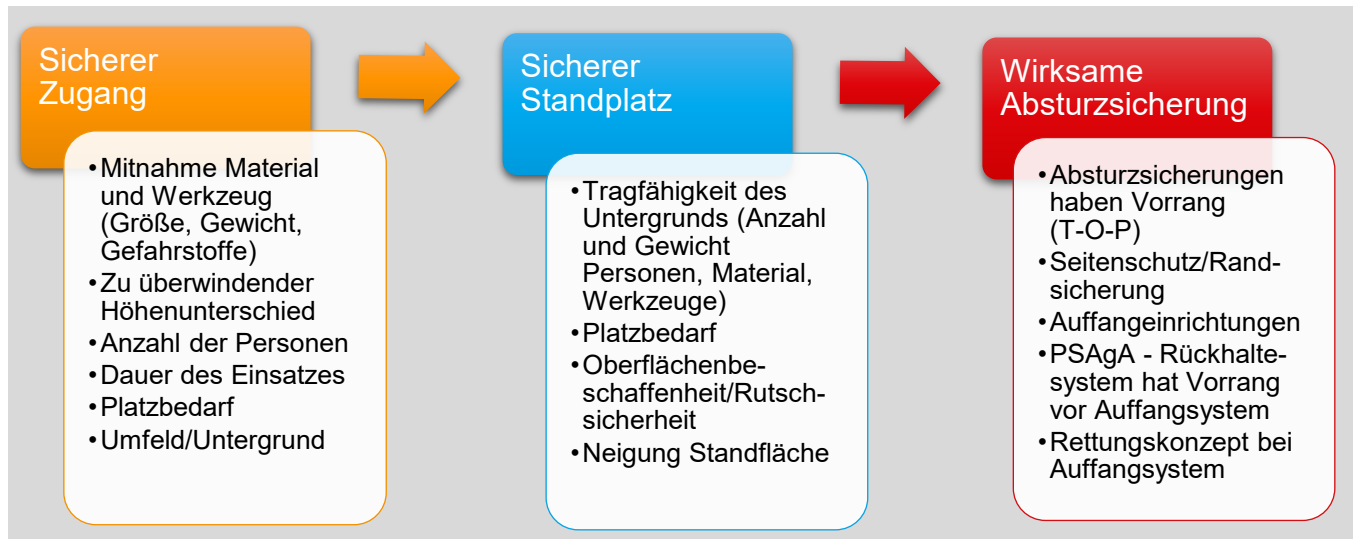 Sicherer
Zugang
•Mitnahme Material
und Werkzeug
(Größe, Gewicht,
Gefahrstoffe)
•Zu überwindender
Höhenunterschied
•Anzahl der Personen
•Dauer des Einsatzes
•Platzbedarf
•Umfeld/Untergrund
Sicherer
Standplatz
•Tragfähigkeit des
Untergrunds (Anzahl
und Gewicht
Personen, Material,
Werkzeuge)
•Platzbedarf
•Oberflächenbe-
schaffenheit/Rutsch-
sicherheit
•Neigung Standfläche
Wirksame
Absturzsicherung
•Absturzsicherungen
haben Vorrang
(T-O-P)
•Seitenschutz/Rand-
sicherung
•Auffangeinrichtungen
•PSAgA - Rückhalte-
system hat Vorrang
vor Auffangsystem
•Rettungskonzept bei
Auffangsystem